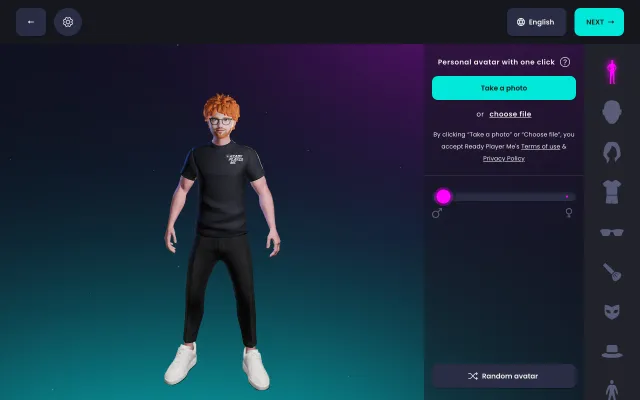 English
NEXT →
Personal avatar with one click ?
Take a photo
or choose file
By clicking “Take a photo” or “Choose file”, you
accept Ready Player Me's Terms of use &
Privacy Policy
Random avatar